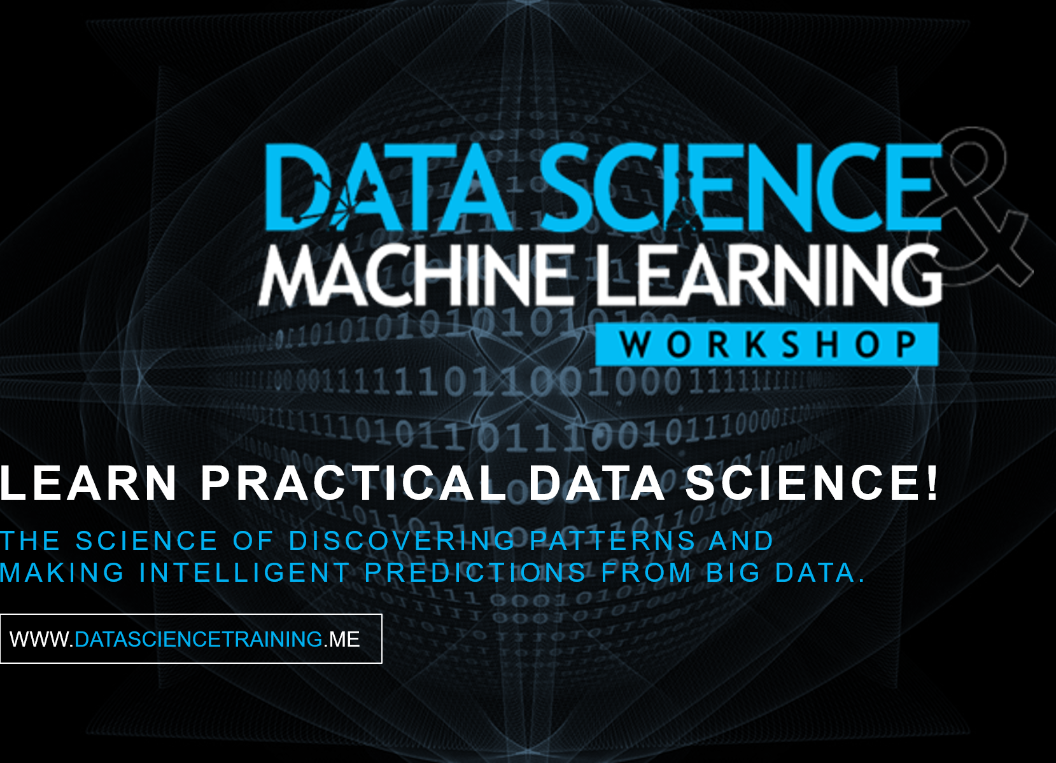 DATA SCIENCE &
MACHINE LEARNING
WORKSHOP
LEARN PRACTICAL DATA SCIENCE!
THE SCIENCE OF DISCOVERING PATTERNS AND
MAKING INTELLIGENT PREDICTIONS FROM BIG DATA.
WWW.DATASCIENCETRAINING.ME